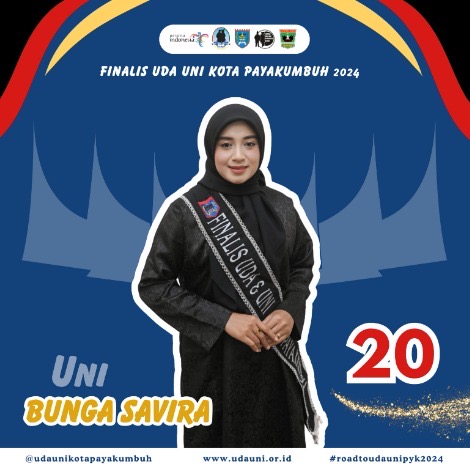 FINALIS UDA UNI KOTA PAYAKUMBUH 2024
FINALIS UDA & UNI
20
UNI
BUNGA SAVIRA
@udaunikotapayakumbuh
www.udauni.or.id
#roadtoudaunipyk2024